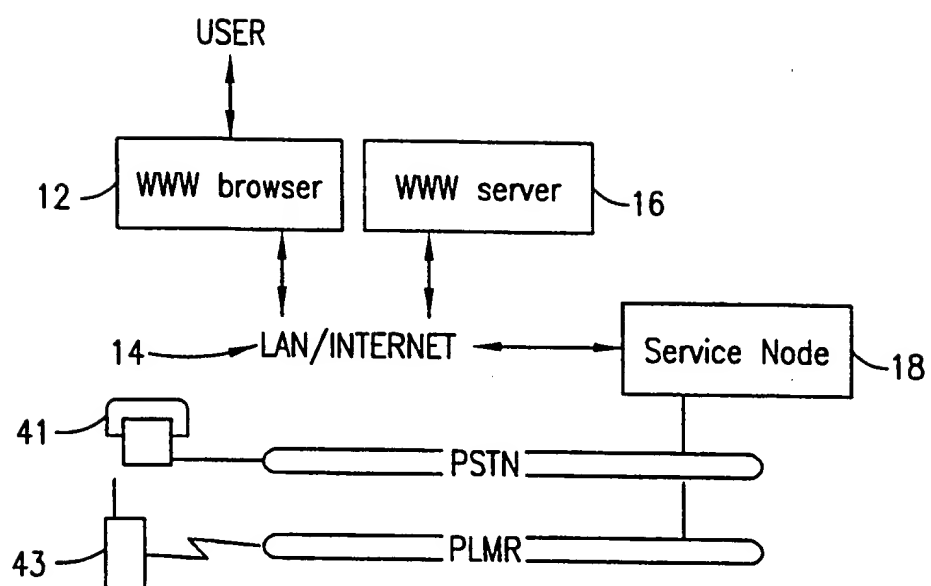 USER
12 WWW browser WWW server 16
14 LAN/INTERNET Service Node 18
41 PSTN
43 PLMR